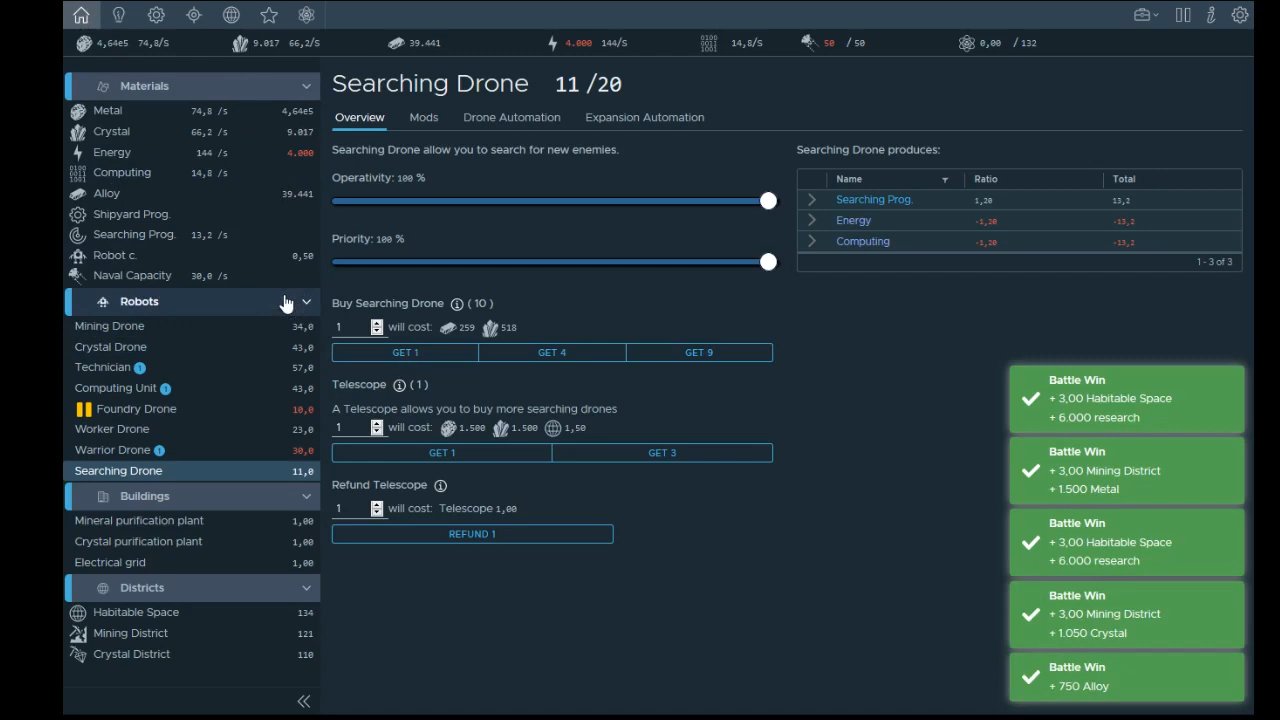 4,64e5 74,8/S 9.017 66,2/S 39.441 4.000 144/S 0100 0011 1001 14,8/S 50 / 50 0,00 / 132
Materials
Metal 74,8 /s 4,64e5
Crystal 66,2 /s 9.017
Energy 144 /s 4.000
0100 0011 1001 Computing 14,8 /s
Alloy 39.441
Shipyard Prog.
Searching Prog. 13,2 /s
Robot c. 0,50
Naval Capacity 30,0 /s
Robots
Mining Drone 34,0
Crystal Drone 43,0
Technician 1 57,0
Computing Unit 1 43,0
Foundry Drone 10,0
Worker Drone 23,0
Warrior Drone 1 30,0
Searching Drone 11,0
Buildings
Mineral purification plant 1,00
Crystal purification plant 1,00
Electrical grid 1,00
Districts
Habitable Space 134
Mining District 121
Crystal District 110
Searching Drone 11 /20
Overview Mods Drone Automation Expansion Automation
Searching Drone allow you to search for new enemies.
Operativity: 100 %
Priority: 100 %
Buy Searching Drone ( 10 )
1 will cost: 259 518
GET 1 GET 4 GET 9
Telescope ( 1 )
A Telescope allows you to buy more searching drones
1 will cost: 1.500 1.500 1,50
GET 1 GET 3
Refund Telescope
1 will cost: Telescope 1,00
REFUND 1
Searching Drone produces:
Name Ratio Total
Searching Prog. 1,20 13,2
Energy -1,20 -13,2
Computing -1,20 -13,2
1 - 3 of 3
Battle Win
+ 3,00 Habitable Space
+ 6.000 research
Battle Win
+ 3,00 Mining District
+ 1.500 Metal
Battle Win
+ 3,00 Habitable Space
+ 6.000 research
Battle Win
+ 3,00 Mining District
+ 1.050 Crystal
Battle Win
+ 750 Alloy